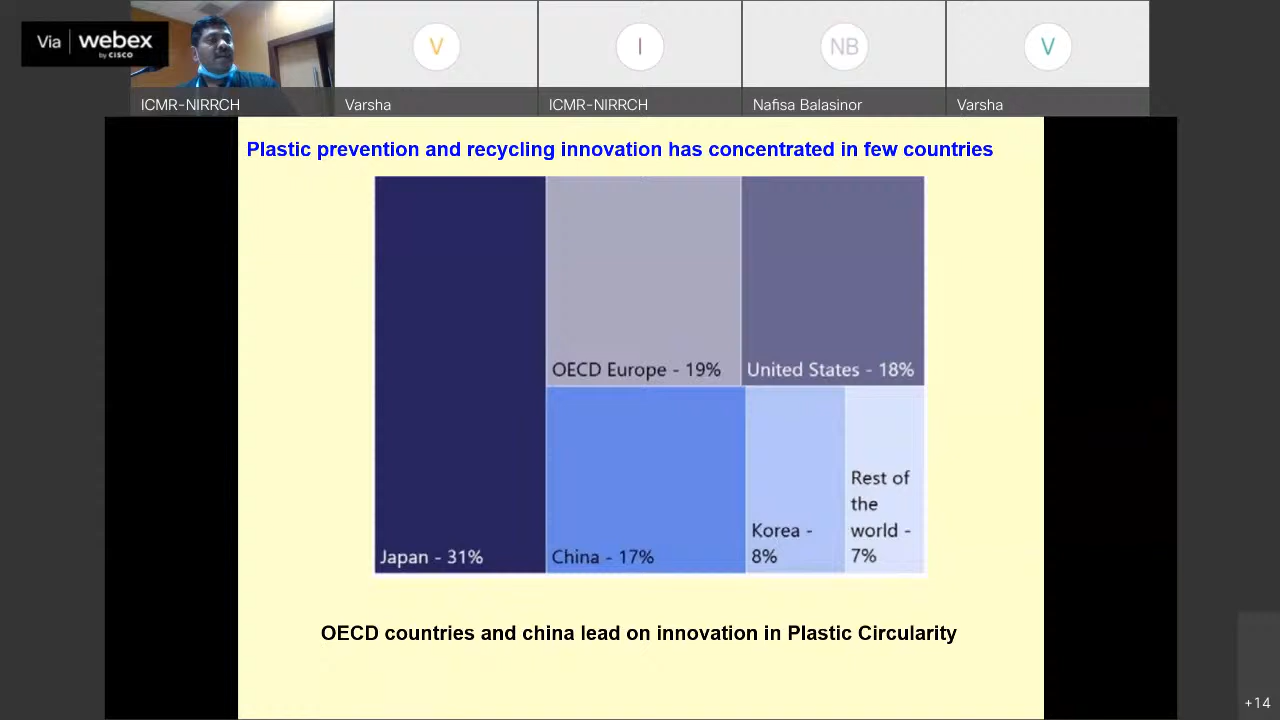 Via webex
by CISCO
V
I
NB
V
ICMR-NIRRCH
Varsha
ICMR-NIRRCH
Nafisa Balasinor
Varsha
Plastic prevention and recycling innovation has concentrated in few countries
OECD Europe - 19%
United States - 18%
Japan - 31%
China - 17%
Korea -
8%
Rest of
the
world -
7%
OECD countries and china lead on innovation in Plastic Circularity
+14